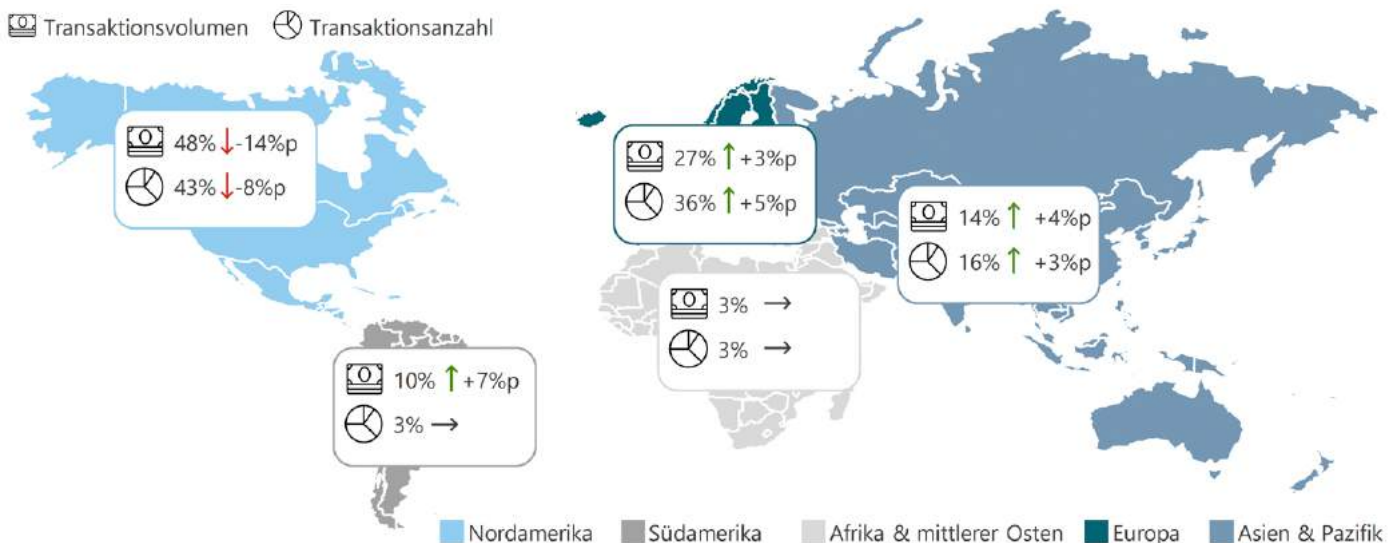 Transaktionsvolumen Transaktionsanzahl
48% ↓ -14%p
43% ↓ -8%p
27% ↑ +3%p
36% ↑ +5%p
14% ↑ +4%p
16% ↑ +3%p
3% →
3% →
10% ↑ +7%p
3% →
Nordamerika Südamerika Afrika & mittlerer Osten Europa Asien & Pazifik